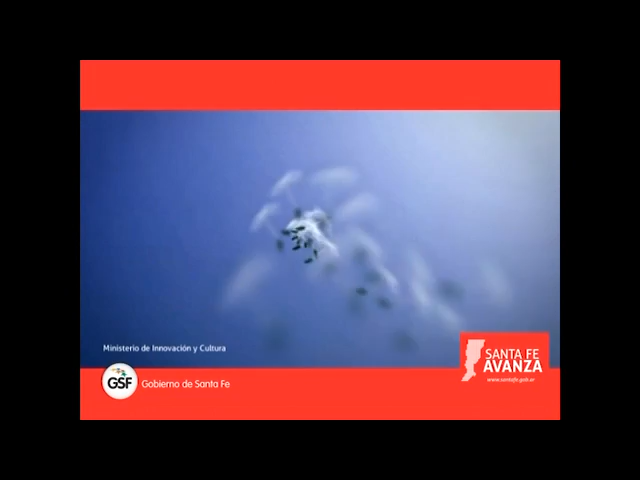 Ministerio de Innovación y Cultura
GSF
Gobierno de Santa Fe
SANTA FE
AVANZA
www.santafe.gob.ar